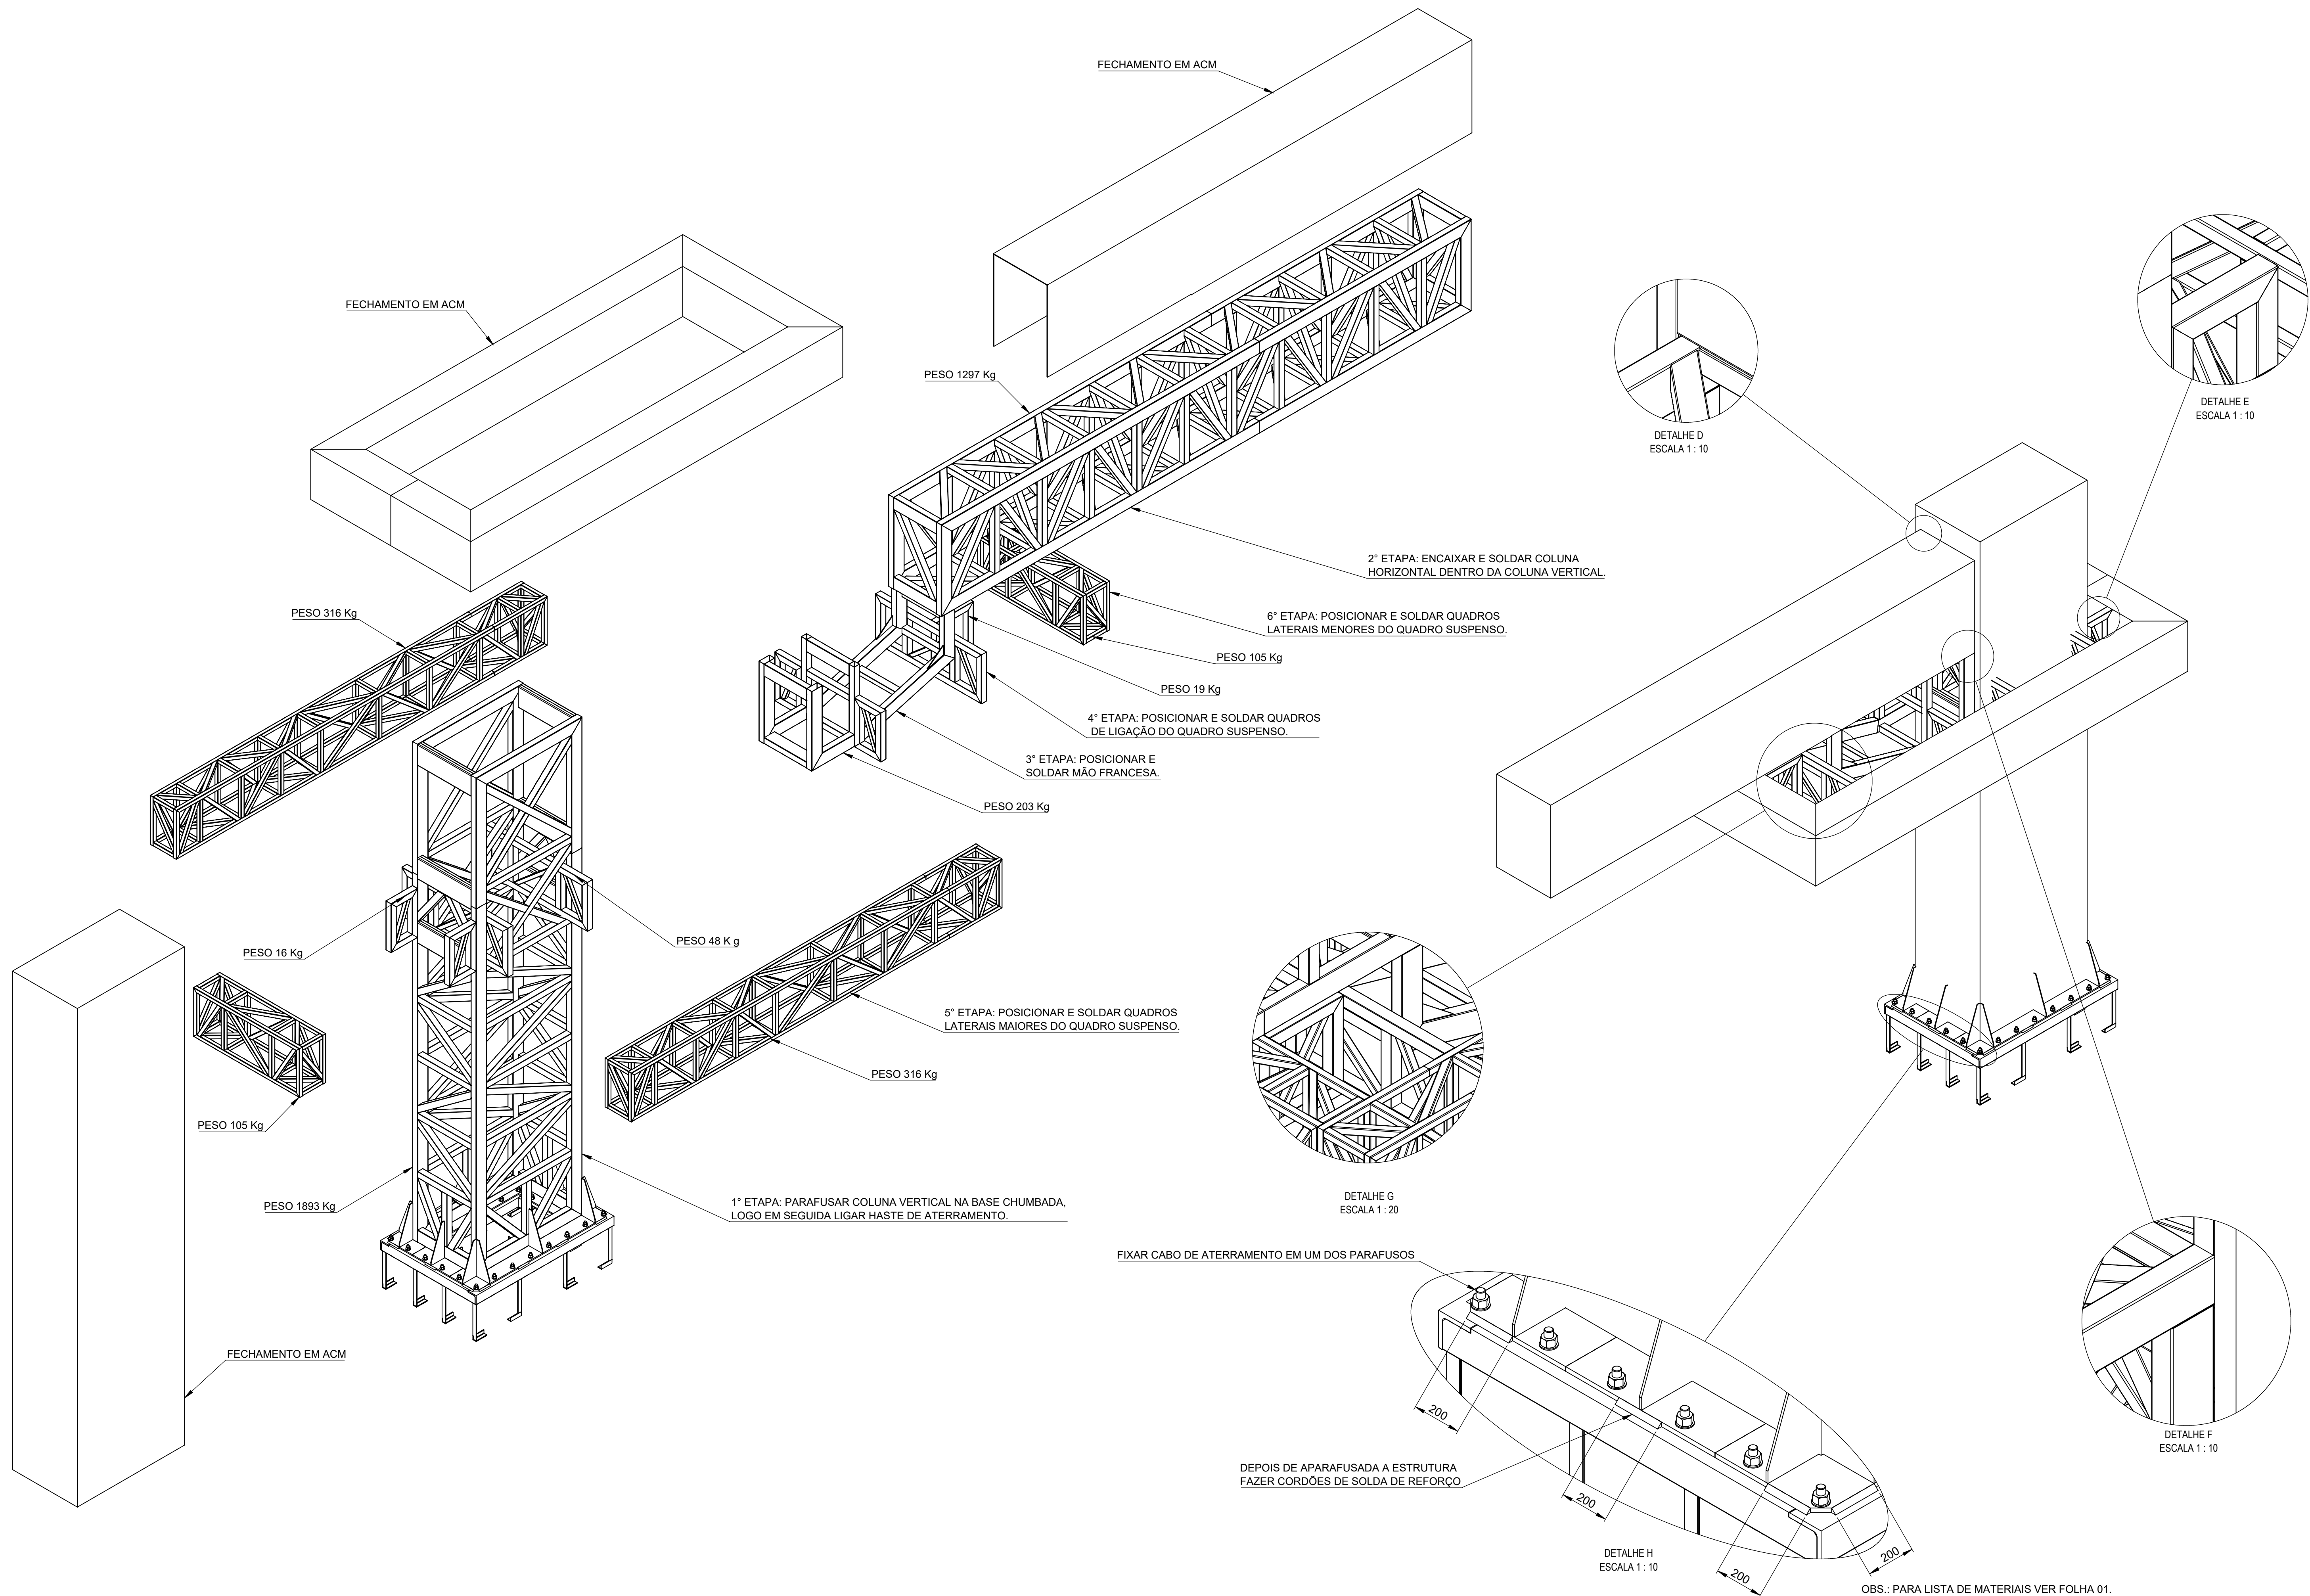 FECHAMENTO EM ACM
FECHAMENTO EM ACM
PESO 1297 Kg
DETALHE D
ESCALA 1 : 10
DETALHE E
ESCALA 1 : 10
2° ETAPA: ENCAIXAR E SOLDAR COLUNA
HORIZONTAL DENTRO DA COLUNA VERTICAL.
PESO 316 Kg
6° ETAPA: POSICIONAR E SOLDAR QUADROS
LATERAIS MENORES DO QUADRO SUSPENSO.
PESO 105 Kg
PESO 19 Kg
4° ETAPA: POSICIONAR E SOLDAR QUADROS
DE LIGAÇÃO DO QUADRO SUSPENSO.
3° ETAPA: POSICIONAR E
SOLDAR MÃO FRANCESA.
PESO 203 Kg
PESO 16 Kg
PESO 48 K g
5° ETAPA: POSICIONAR E SOLDAR QUADROS
LATERAIS MAIORES DO QUADRO SUSPENSO.
PESO 316 Kg
PESO 105 Kg
PESO 1893 Kg
1° ETAPA: PARAFUSAR COLUNA VERTICAL NA BASE CHUMBADA,
LOGO EM SEGUIDA LIGAR HASTE DE ATERRAMENTO.
DETALHE G
ESCALA 1 : 20
FIXAR CABO DE ATERRAMENTO EM UM DOS PARAFUSOS
FECHAMENTO EM ACM
200
DETALHE F
ESCALA 1 : 10
DEPOIS DE APARAFUSADA A ESTRUTURA
FAZER CORDÕES DE SOLDA DE REFORÇO
200
DETALHE H
ESCALA 1 : 10
200
200
OBS.: PARA LISTA DE MATERIAIS VER FOLHA 01.